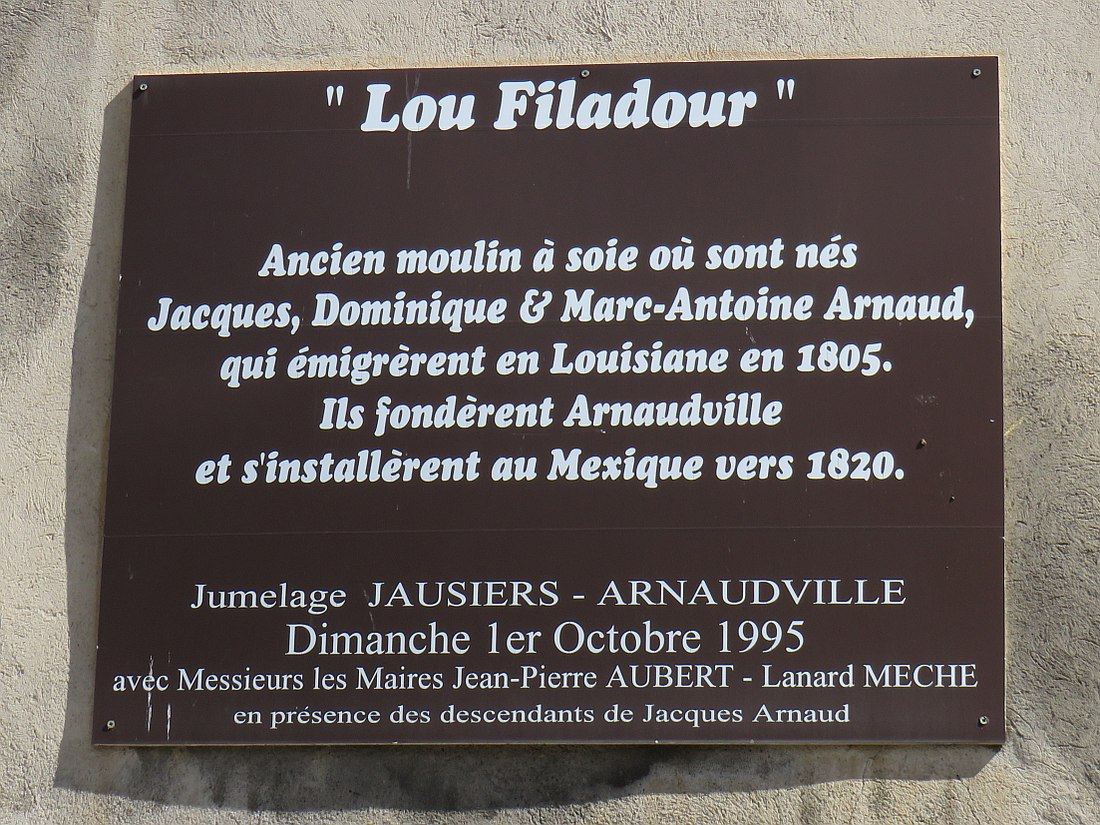 " Lou Filadour "
Ancien moulin à soie où sont nés
Jacques, Dominique & Marc-Antoine Arnaud,
qui émigrèrent en Louisiane en 1805.
Ils fondèrent Arnaudville
et s'installèrent au Mexique vers 1820.
Jumelage JAUSIERS - ARNAUDVILLE
Dimanche 1er Octobre 1995
avec Messieurs les Maires Jean-Pierre AUBERT - Lanard MECHE
en présence des descendants de Jacques Arnaud